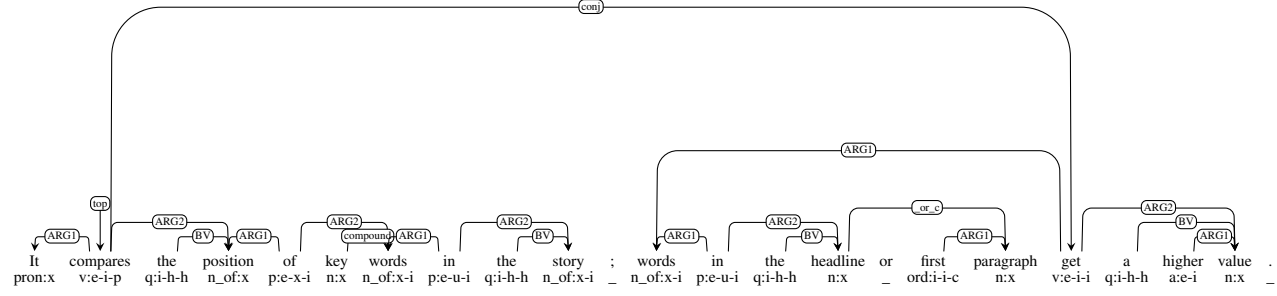 conj
ARG1
top
ARG2 ARG2 ARG2 ARG2 _or_c ARG2
BV
ARG1 BV ARG1 compound ARG1 BV ARG1 BV ARG1 ARG1
It compares the position of key words in the story ; words in the headline or first paragraph get a higher value .
pron:x v:e-i-p q:i-h-h n_of:x p:e-x-i n:x n_of:x-i p:e-u-i q:i-h-h n_of:x-i _ n_of:x-i p:e-u-i q:i-h-h n:x _ ord:i-i-c n:x v:e-i-i q:i-h-h a:e-i n:x _